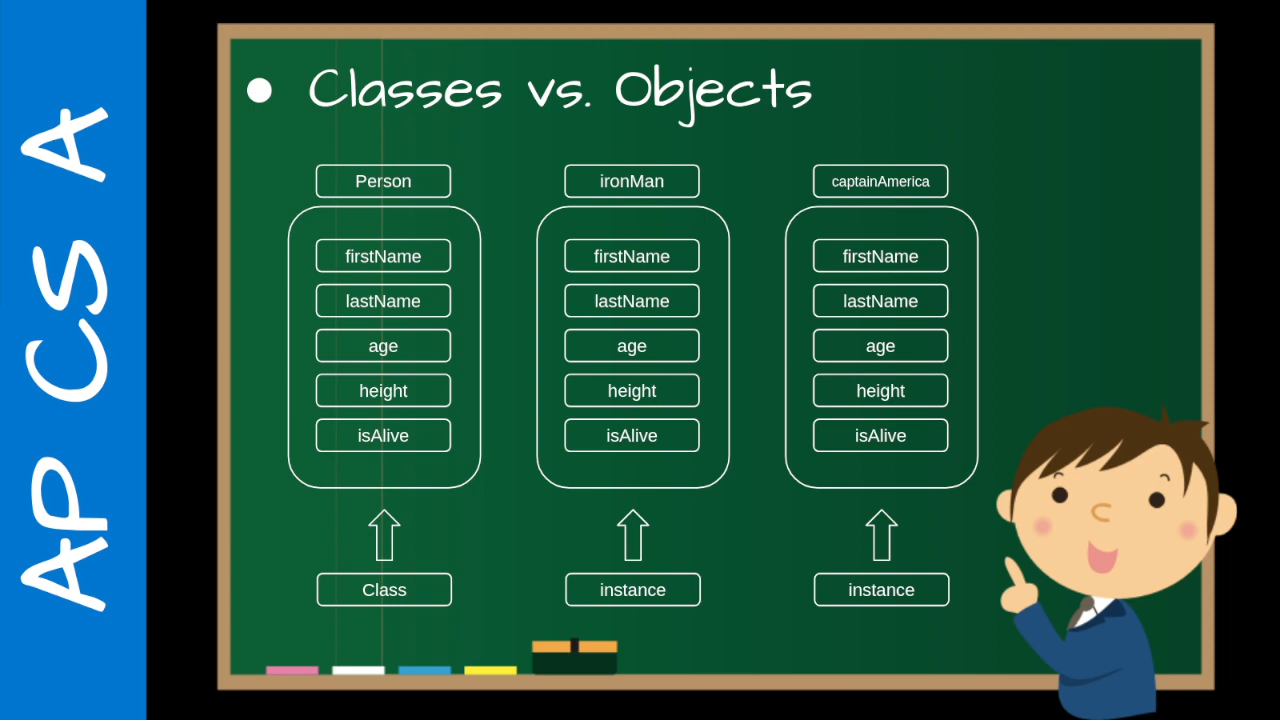 AP CS A
Classes vs. Objects
Person
firstName
lastName
age
height
isAlive
Class
ironMan
firstName
lastName
age
height
isAlive
instance
captainAmerica
firstName
lastName
age
height
isAlive
instance